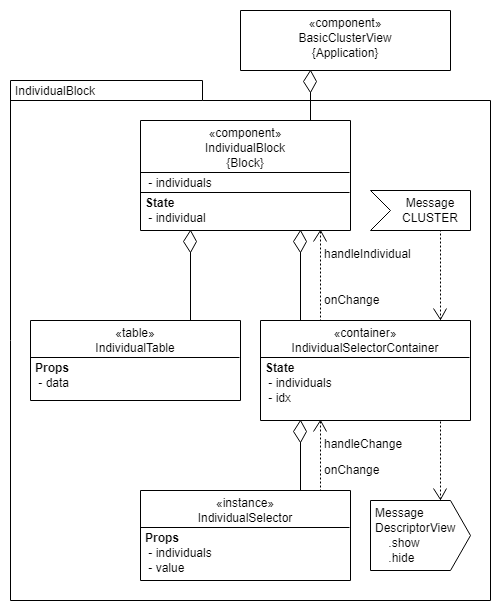 «component»
BasicClusterView
{Application}
IndividualBlock
«component»
IndividualBlock
{Block}
- individuals
State
- individual
Message
CLUSTER
handleIndividual
onChange
«table»
IndividualTable
Props
- data
«container»
IndividualSelectorContainer
State
- individuals
- idx
handleChange
onChange
«instance»
IndividualSelector
Props
- individuals
- value
Message
DescriptorView
.show
.hide